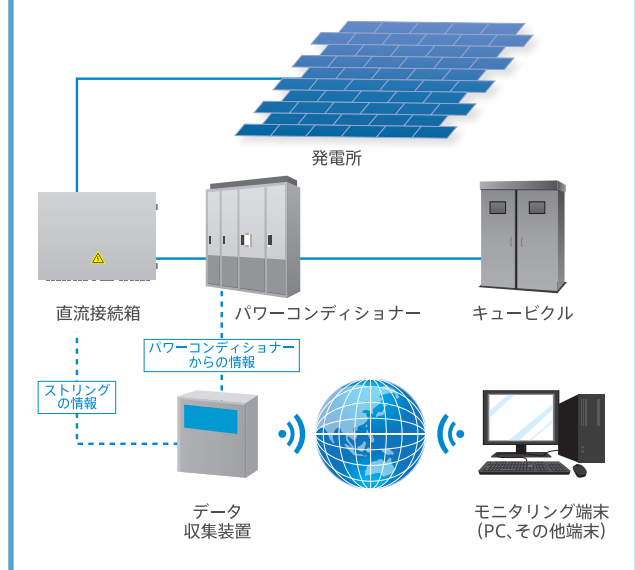 発電所
直流接続箱
パワーコンディショナー
キュービクル
パワーコンディショナー
からの情報
ストリング
の情報
データ
収集装置
モニタリング端末
(PC、その他端末)